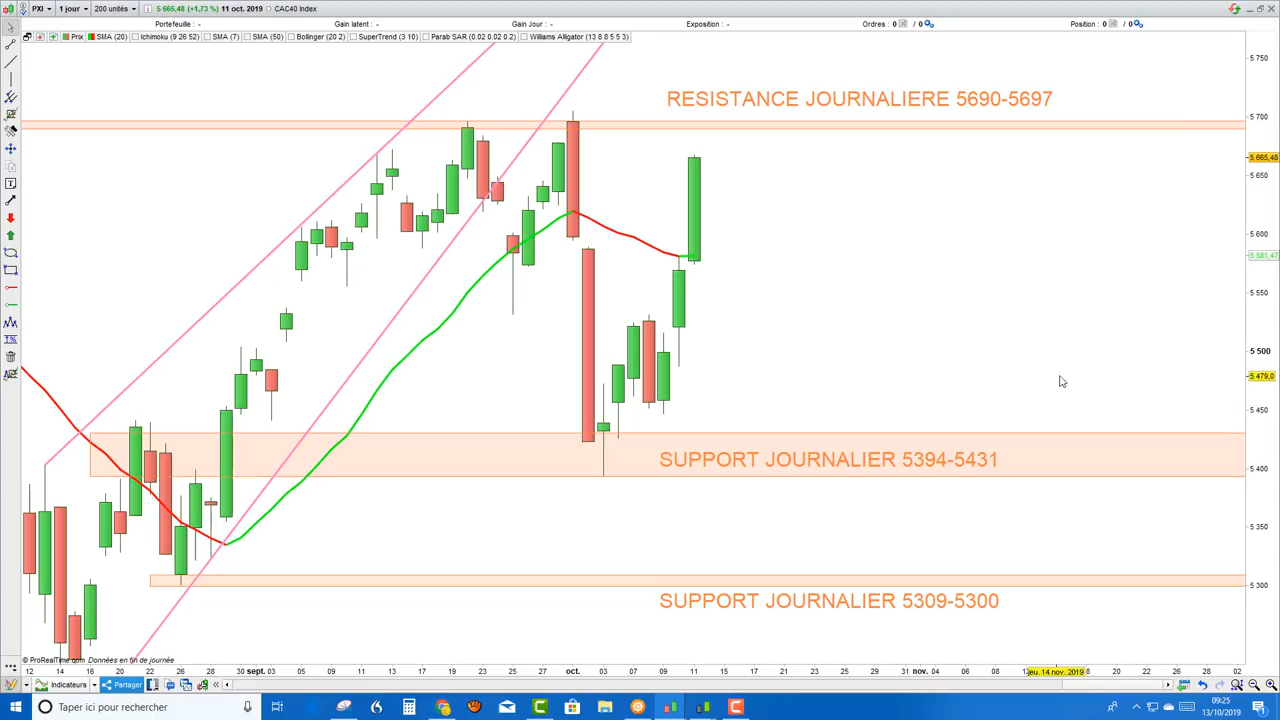 PXI 1 jour 200 unités 5 665,48 (+1,73 %) 11 oct. 2019 CAC40 Index
Portefeuille : - Gain latent : - Gain Jour : - Exposition : - Ordres : 0 / 0 Position : 0 / 0
Prix SMA (20) Ichimoku (9 26 52) SMA (7) SMA (50) Bollinger (20 2) SuperTrend (3 10) Parab SAR (0.02 0.02 0.2) Williams Alligator (13 8 8 5 5 3)
5 750
RESISTANCE JOURNALIERE 5690-5697
5 700
5 665,48
5 650
5 600
5 581,47
5 550
5 500
5 479,0
5 450
SUPPORT JOURNALIER 5394-5431
5 400
5 350
5 300
SUPPORT JOURNALIER 5309-5300
© ProRealTime.com Données en fin de journée
12 14 16 20 22 26 28 30 sept. 03 05 09 11 13 17 19 23 25 27 oct. 03 07 09 11 15 17 21 23 25 29 31 nov. 04 06 08 12 jeu. 14 nov. 2019 18 20 22 26 28 02
Indicateurs Partager
Taper ici pour rechercher
09:25
13/10/2019